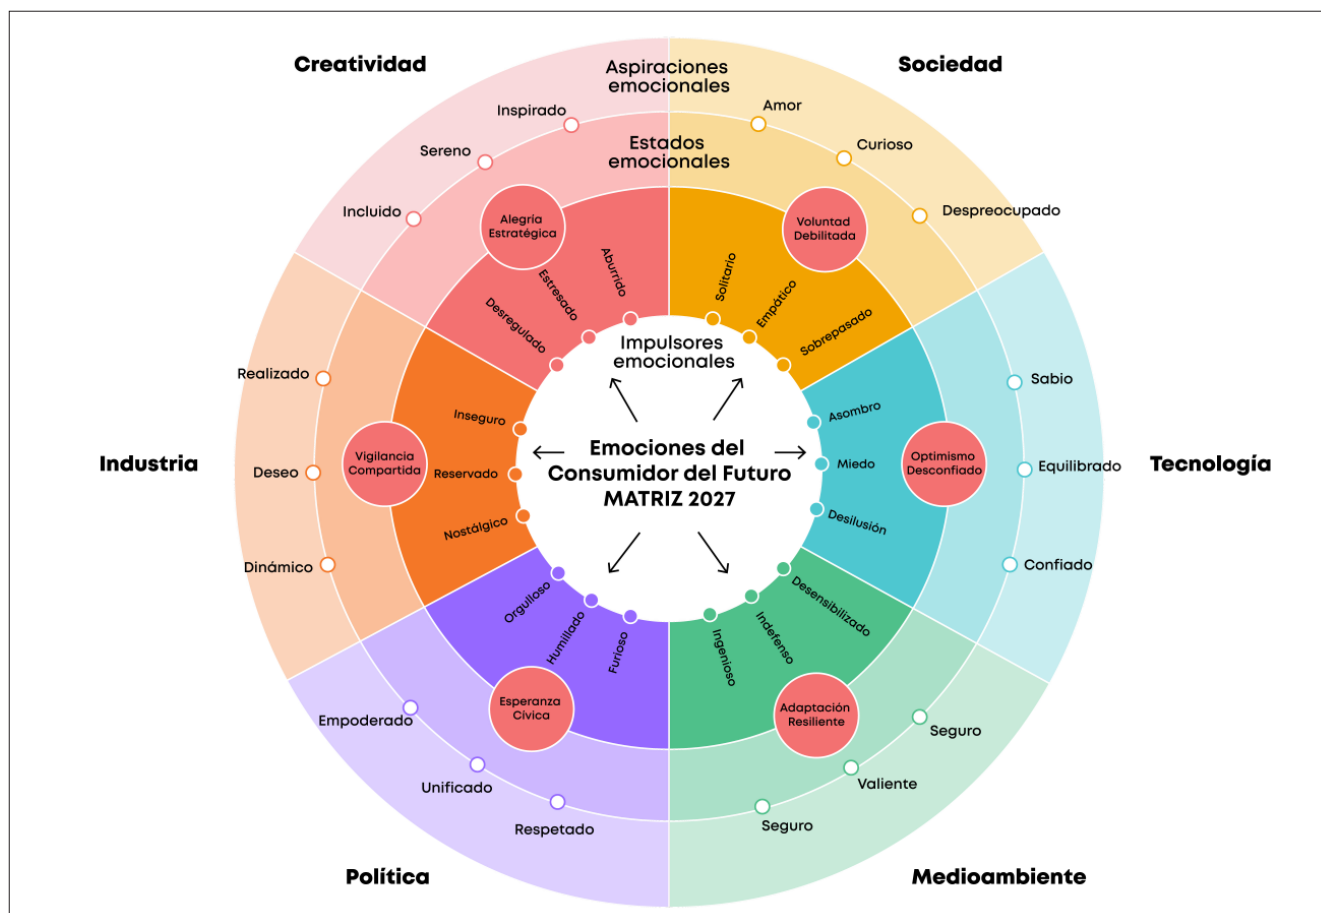 Creatividad
Sociedad
Aspiraciones
emocionales
Inspirado
Amor
Sereno
Curioso
Incluido
Despreocupado
Estados
emocionales
Alegría
Estratégica
Voluntad
Debilitada
Aburrido
Estresado
Desregulado
Solitario
Empático
Sobrepasado
Impulsores
emocionales
Realizado
Deseo
Dinámico
Industria
Vigilancia
Compartida
Inseguro
Reservado
Nostálgico
Emociones del
Consumidor del Futuro
MATRIZ 2027
Asombro
Miedo
Desilusión
Optimismo
Desconfiado
Sabio
Equilibrado
Confiado
Tecnología
Orgulloso
Humillado
Furioso
Esperanza
Cívica
Empoderado
Unificado
Respetado
Política
Desensibilizado
Indefenso
Ingenioso
Adaptación
Resiliente
Seguro
Valiente
Seguro
Medioambiente